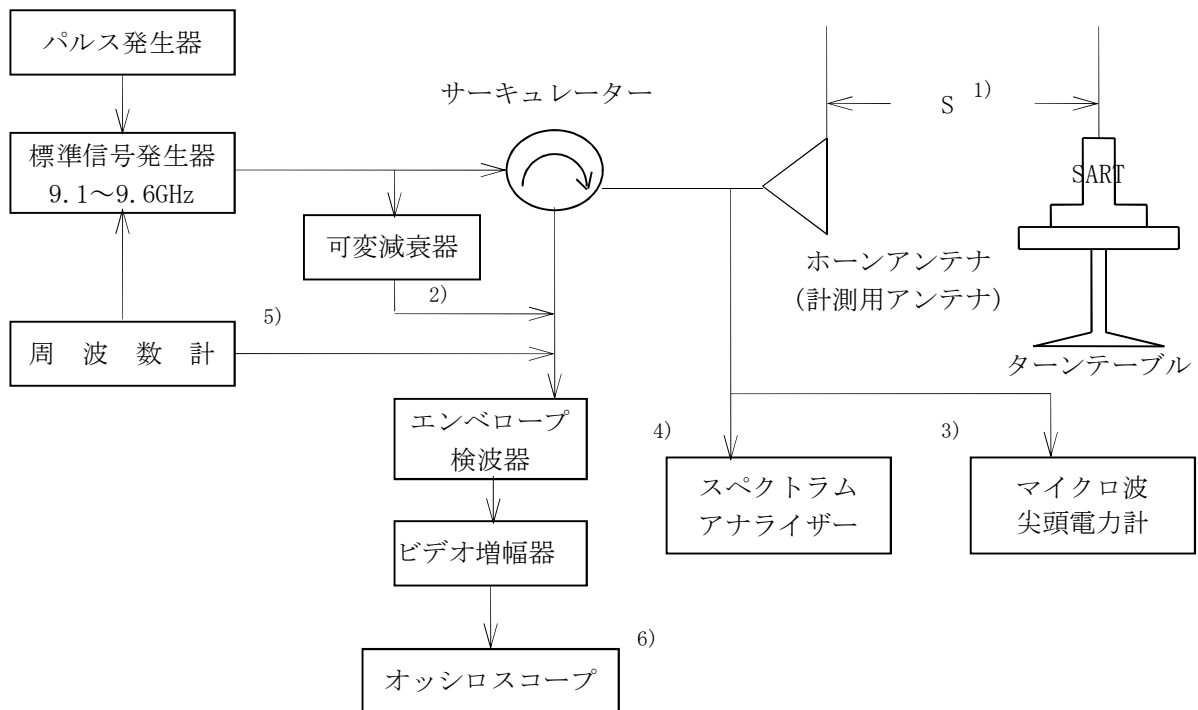 パルス発生器
サーキュレーター
S 1)
標準信号発生器
9.1～9.6GHz
SART
可変減衰器
2)
ホーンアンテナ
(計測用アンテナ)
5)
周 波 数 計
ターンテーブル
エンベロープ
検波器
4)
3)
スペクトラム
アナライザー
マイクロ波
尖頭電力計
ビデオ増幅器
6)
オッシロスコープ